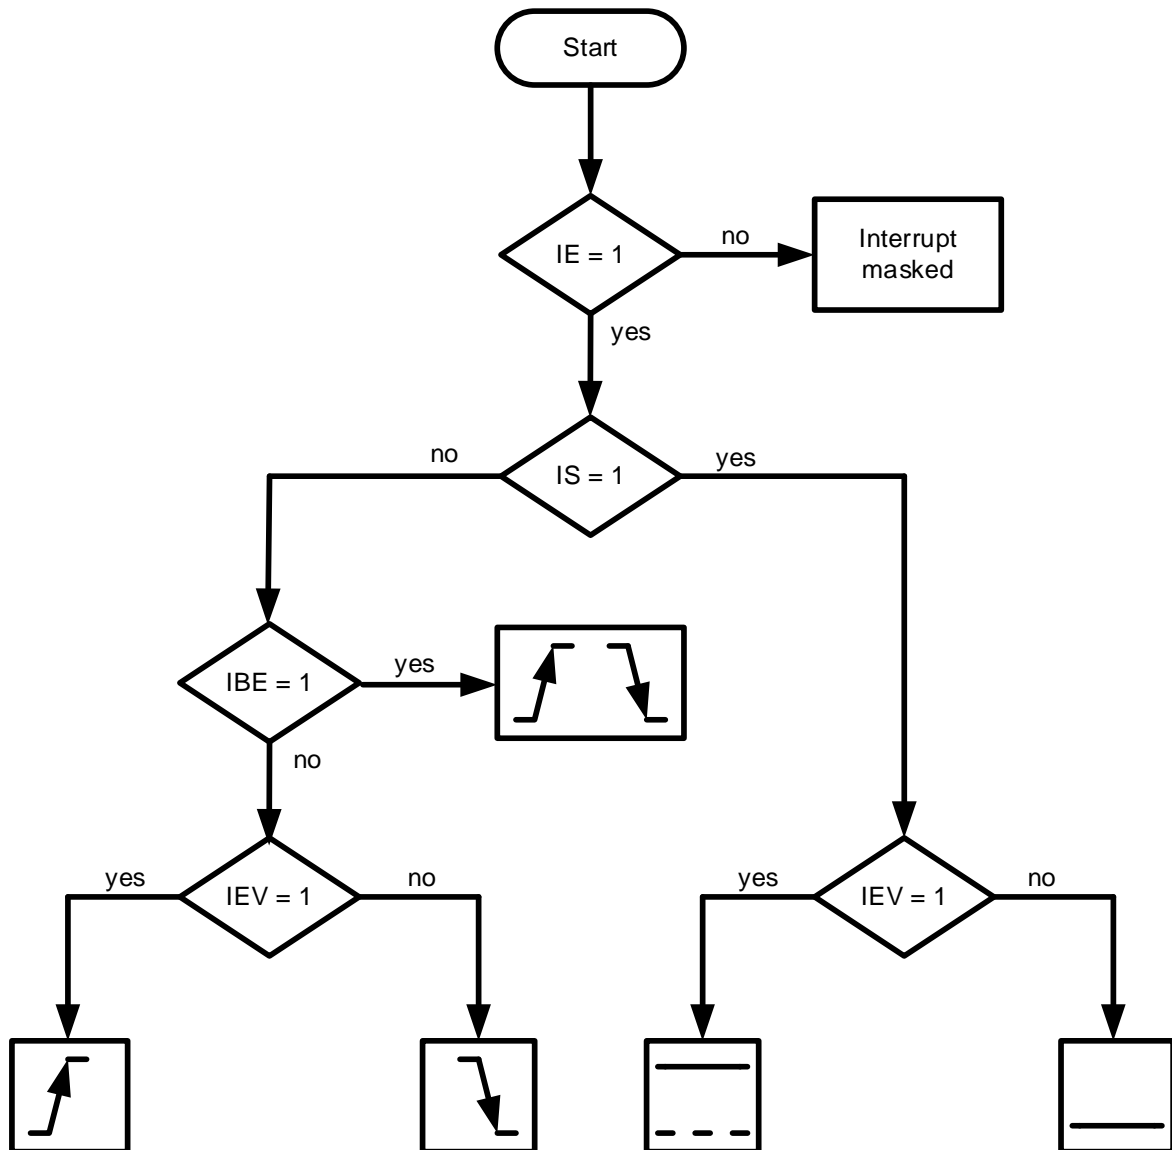 Start
IE = 1
no
Interrupt
masked
yes
no
IS = 1
yes
IBE = 1
yes
no
yes
IEV = 1
no
yes
IEV = 1
no